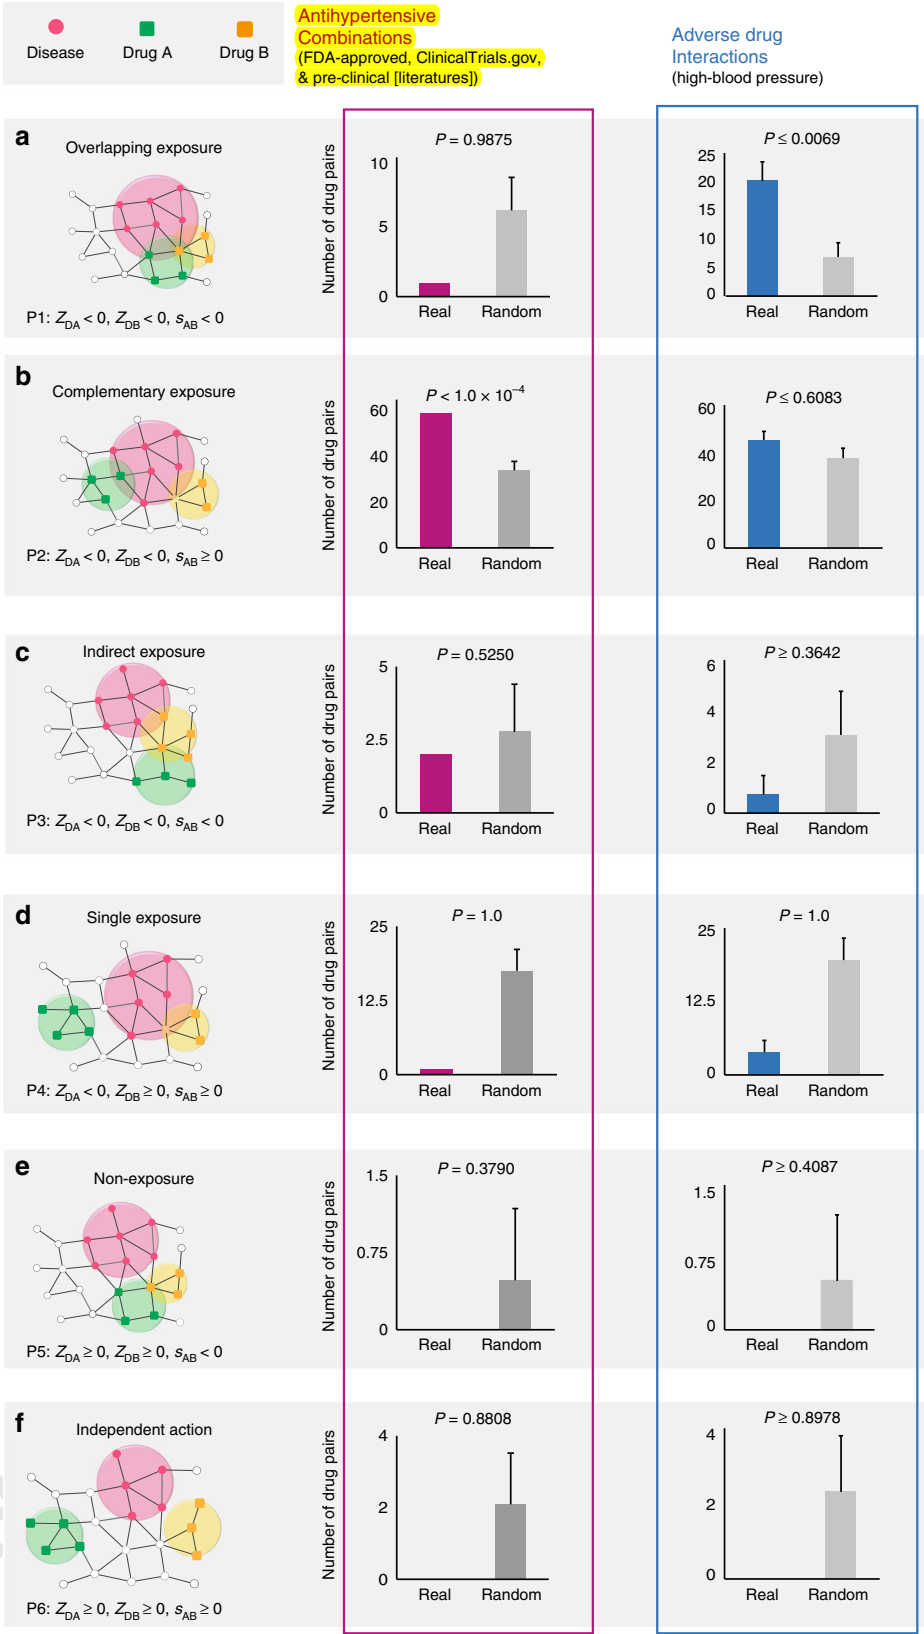 Disease
Drug A
Drug B
Antihypertensive
Combinations
(FDA-approved, ClinicalTrials.gov,
& pre-clinical [literatures])
Adverse drug
Interactions
(high-blood pressure)
a
Overlapping exposure
P1: Z_DA < 0, Z_DB < 0, s_AB < 0
Number of drug pairs
P = 0.9875
10
5
0
Real
Random
P ≤ 0.0069
25
20
15
10
5
0
Real
Random
b
Complementary exposure
P2: Z_DA < 0, Z_DB < 0, s_AB ≥ 0
Number of drug pairs
P < 1.0 × 10⁻⁴
60
40
20
0
Real
Random
P ≤ 0.6083
60
40
20
0
Real
Random
c
Indirect exposure
P3: Z_DA < 0, Z_DB < 0, s_AB < 0
Number of drug pairs
P = 0.5250
5
2.5
0
Real
Random
P ≥ 0.3642
6
4
2
0
Real
Random
d
Single exposure
P4: Z_DA < 0, Z_DB ≥ 0, s_AB ≥ 0
Number of drug pairs
P = 1.0
25
12.5
0
Real
Random
P = 1.0
25
12.5
0
Real
Random
e
Non-exposure
P5: Z_DA ≥ 0, Z_DB ≥ 0, s_AB < 0
Number of drug pairs
P = 0.3790
1.5
0.75
0
Real
Random
P ≥ 0.4087
1.5
0.75
0
Real
Random
f
Independent action
P6: Z_DA ≥ 0, Z_DB ≥ 0, s_AB ≥ 0
Number of drug pairs
P = 0.8808
4
2
0
Real
Random
P ≥ 0.8978
4
2
0
Real
Random